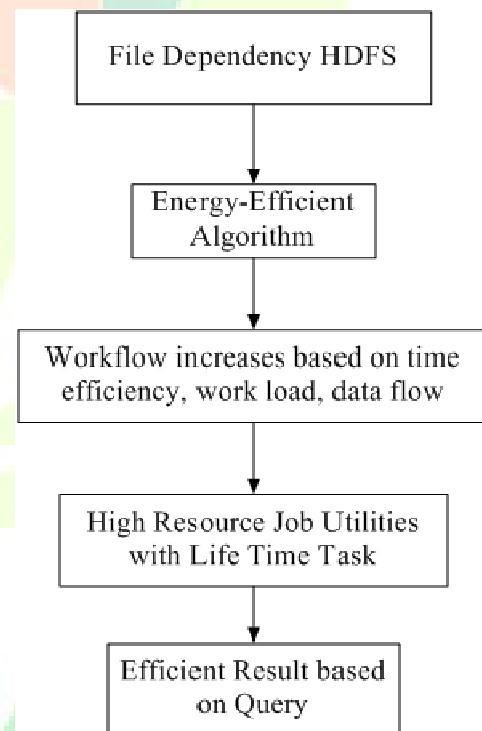 File Dependency HDFS
Energy-Efficient
Algorithm
Workflow increases based on time
efficiency, work load, data flow
High Resource Job Utilities
with Life Time Task
Efficient Result based
on Query